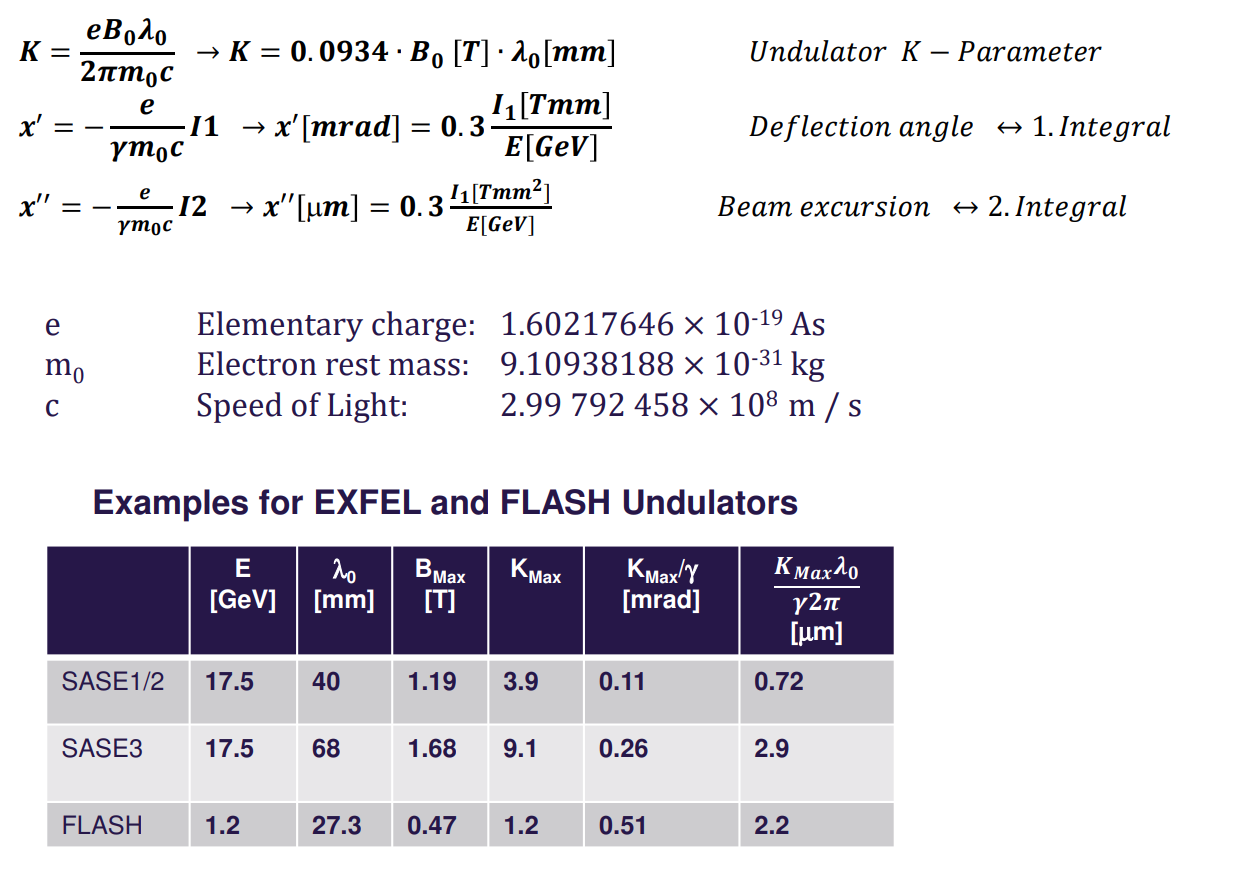 K = eB₀λ₀ / 2πm₀c → K = 0.0934 · B₀ [T] · λ₀[mm] Undulator K − Parameter
x′ = − e / γm₀c I1 → x′[mrad] = 0.3 I₁[Tmm] / E[GeV] Deflection angle ↔ 1.Integral
x′′ = − e / γm₀c I2 → x′′[μm] = 0.3 I₁[Tmm²] / E[GeV] Beam excursion ↔ 2.Integral
e Elementary charge: 1.60217646 × 10⁻¹⁹ As
m₀ Electron rest mass: 9.10938188 × 10⁻³¹ kg
c Speed of Light: 2.99 792 458 × 10⁸ m / s
Examples for EXFEL and FLASH Undulators
E [GeV] λ₀ [mm] B_Max [T] K_Max K_Max/γ [mrad] K_Max λ₀ / γ2π [μm]
SASE1/2 17.5 40 1.19 3.9 0.11 0.72
SASE3 17.5 68 1.68 9.1 0.26 2.9
FLASH 1.2 27.3 0.47 1.2 0.51 2.2